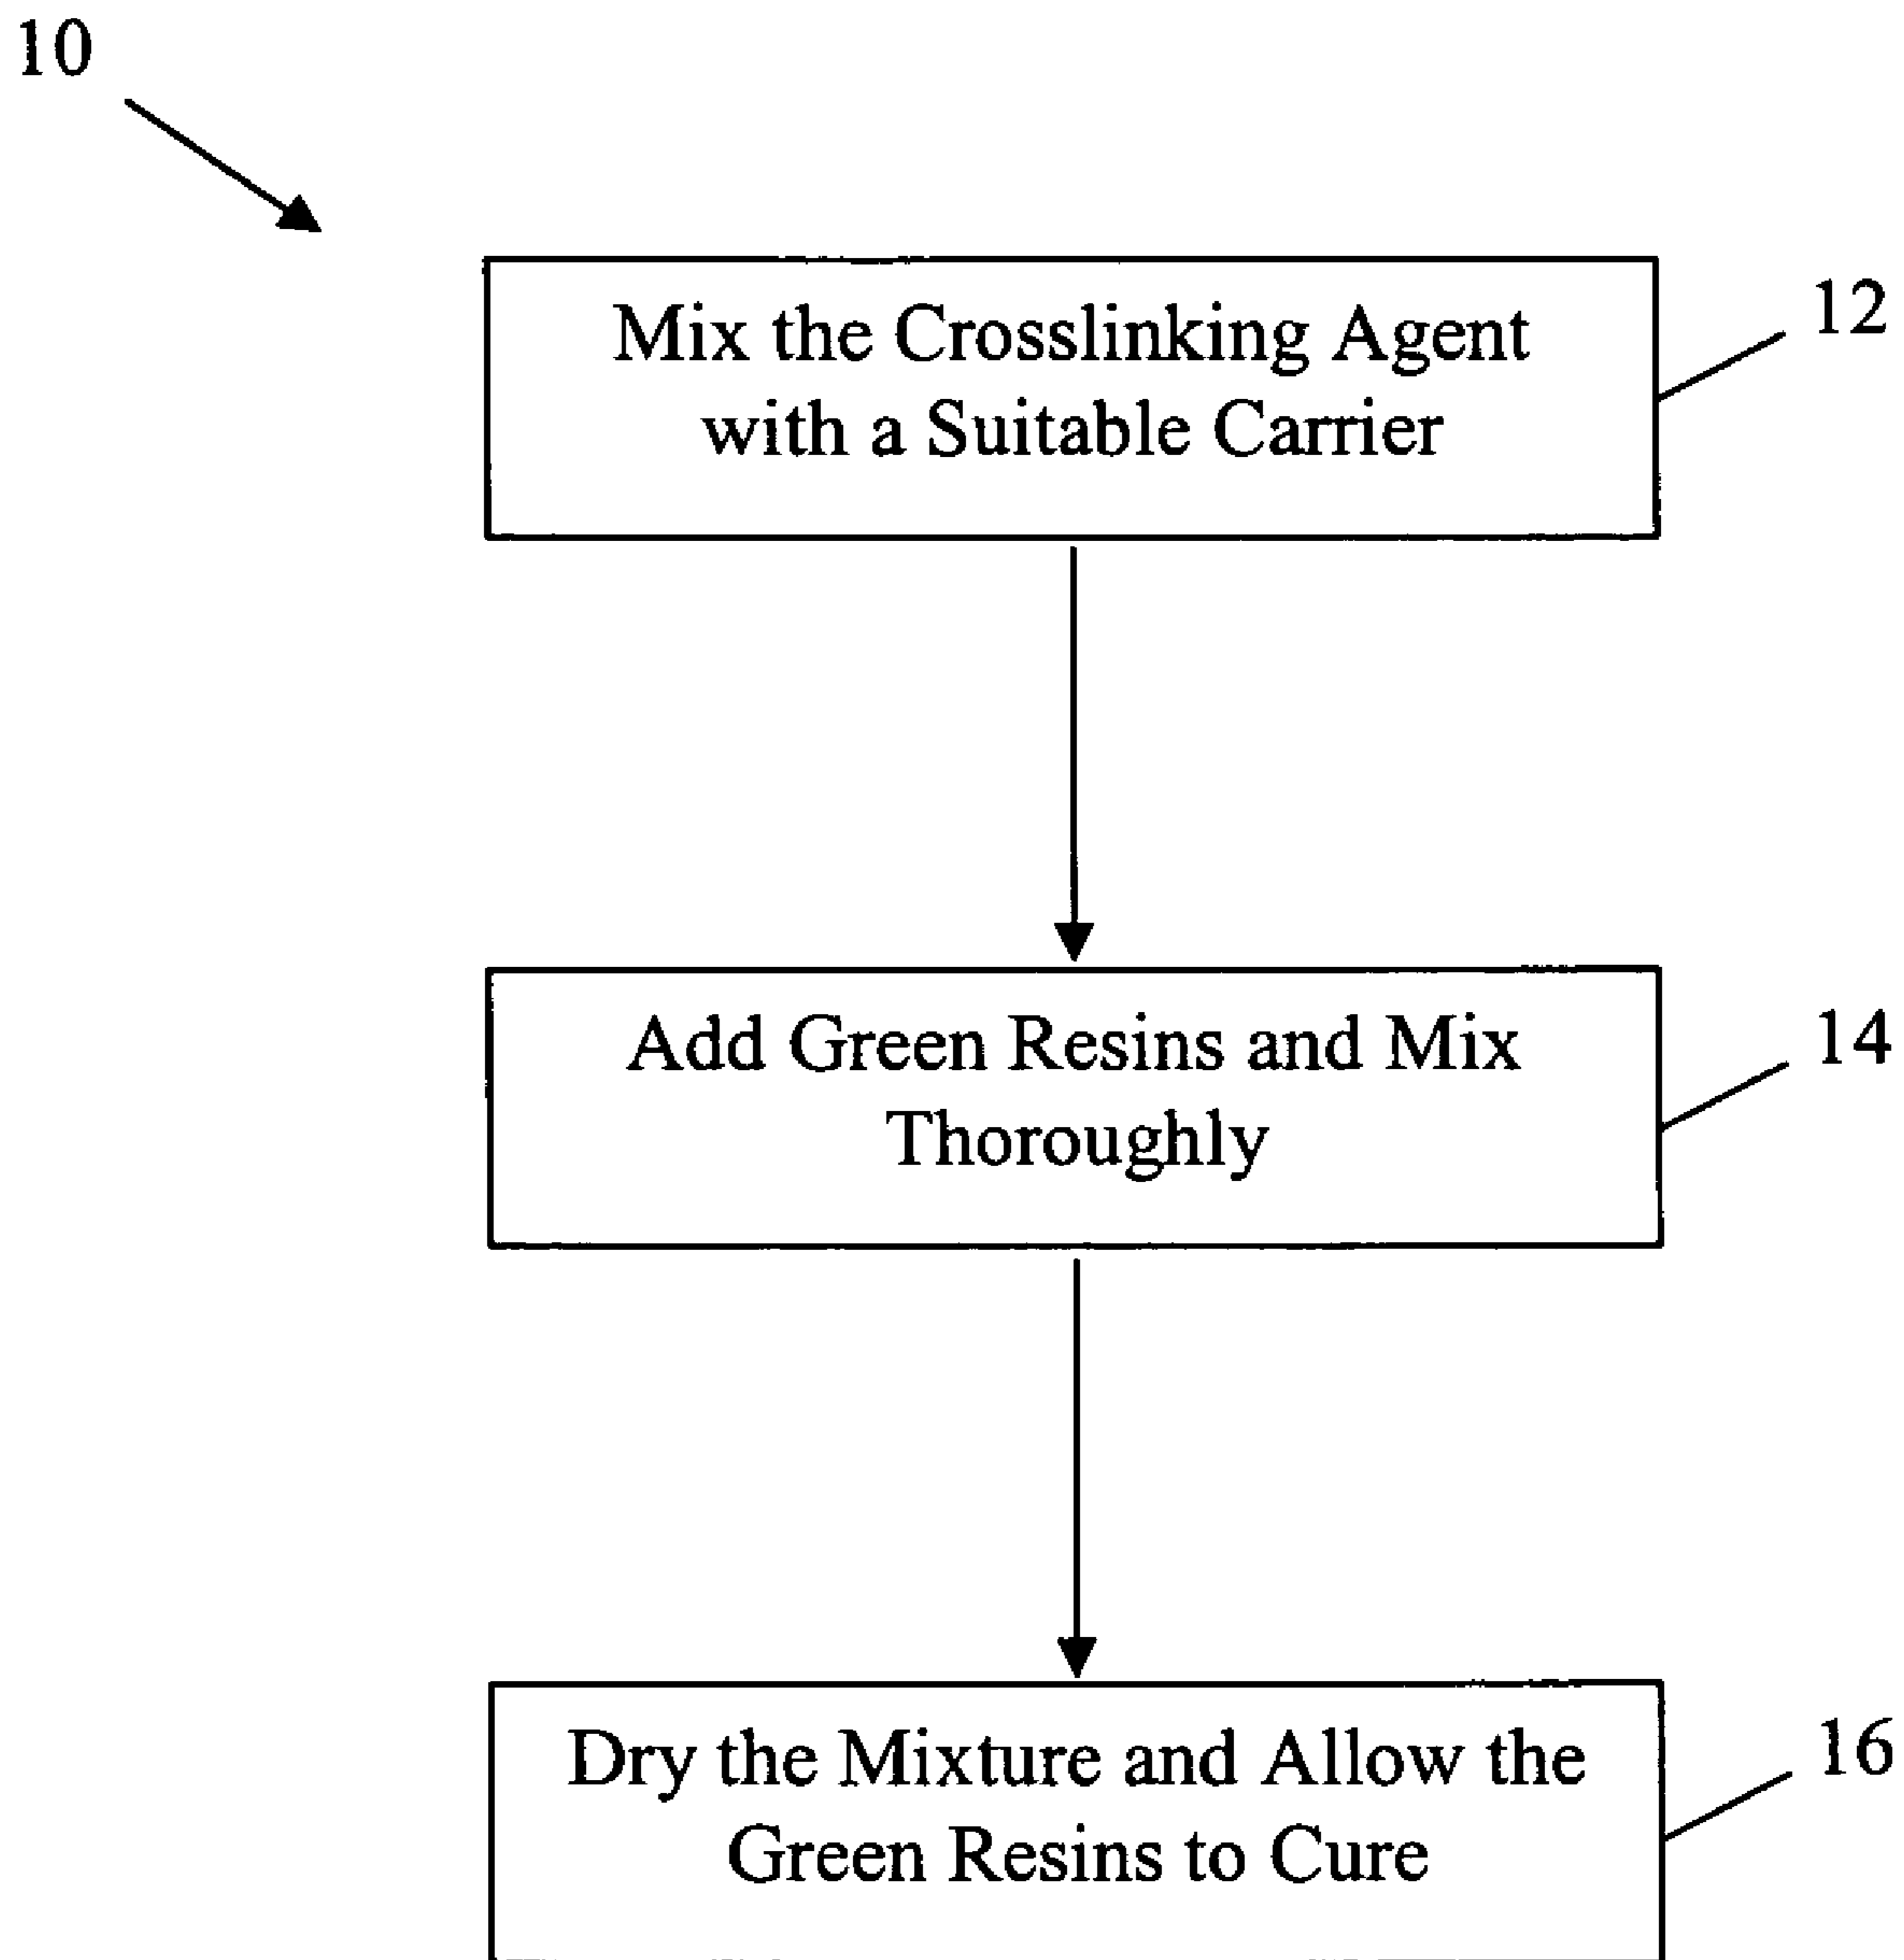 10
Mix the Crosslinking Agent
with a Suitable Carrier
12
Add Green Resins and Mix
Thoroughly
14
Dry the Mixture and Allow the
Green Resins to Cure
16